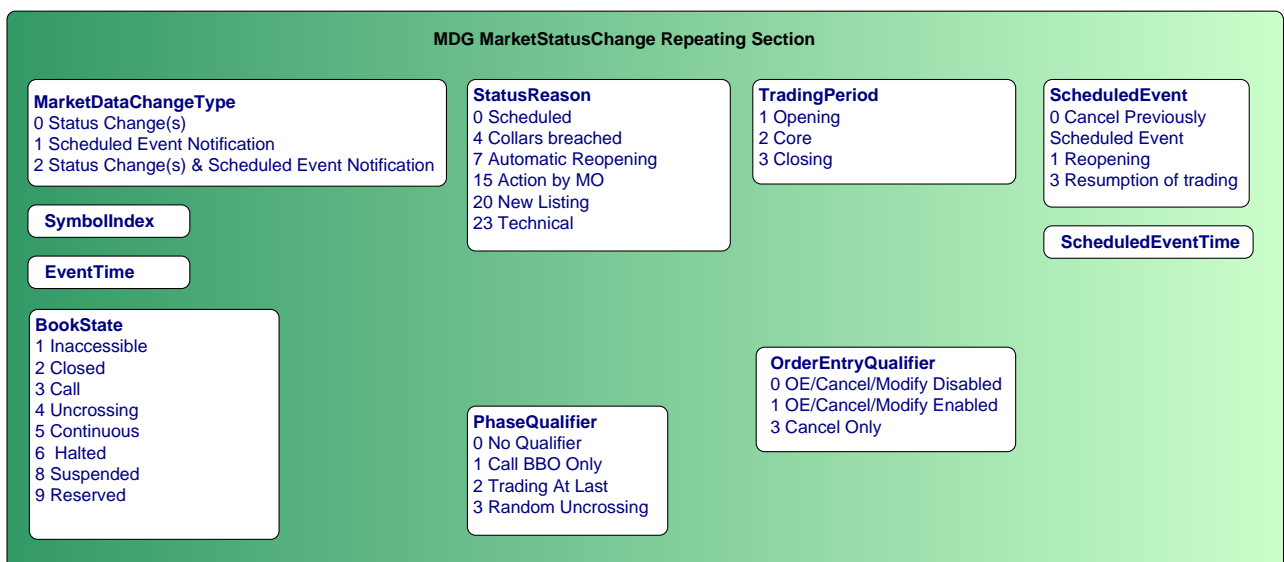 MDG MarketStatusChange Repeating Section
MarketDataChangeType
0 Status Change(s)
1 Scheduled Event Notification
2 Status Change(s) & Scheduled Event Notification
SymbolIndex
EventTime
BookState
1 Inaccessible
2 Closed
3 Call
4 Uncrossing
5 Continuous
6 Halted
8 Suspended
9 Reserved
StatusReason
0 Scheduled
4 Collars breached
7 Automatic Reopening
15 Action by MO
20 New Listing
23 Technical
PhaseQualifier
0 No Qualifier
1 Call BBO Only
2 Trading At Last
3 Random Uncrossing
TradingPeriod
1 Opening
2 Core
3 Closing
OrderEntryQualifier
0 OE/Cancel/Modify Disabled
1 OE/Cancel/Modify Enabled
3 Cancel Only
ScheduledEvent
0 Cancel Previously
Scheduled Event
1 Reopening
3 Resumption of trading
ScheduledEventTime